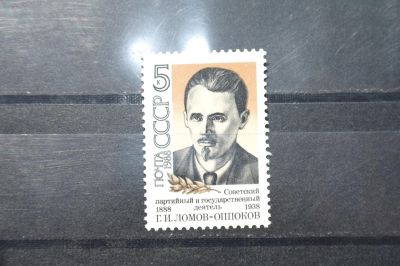 5 к
ПОЧТА СССР
1988
Советский
партийный и государственный
1888 деятель 1938
Г. И. ЛОМОВ-ОППОКОВ